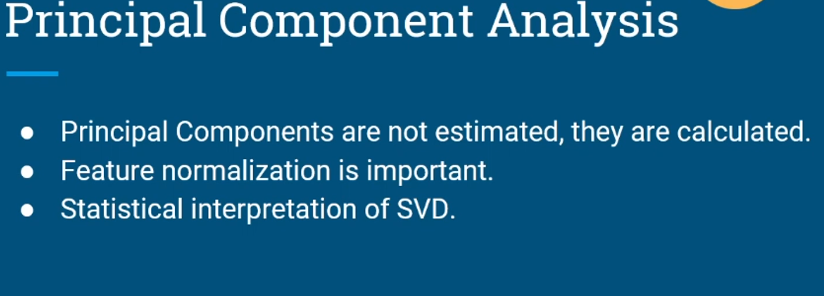 Principal Component Analysis
● Principal Components are not estimated, they are calculated.
● Feature normalization is important.
● Statistical interpretation of SVD.